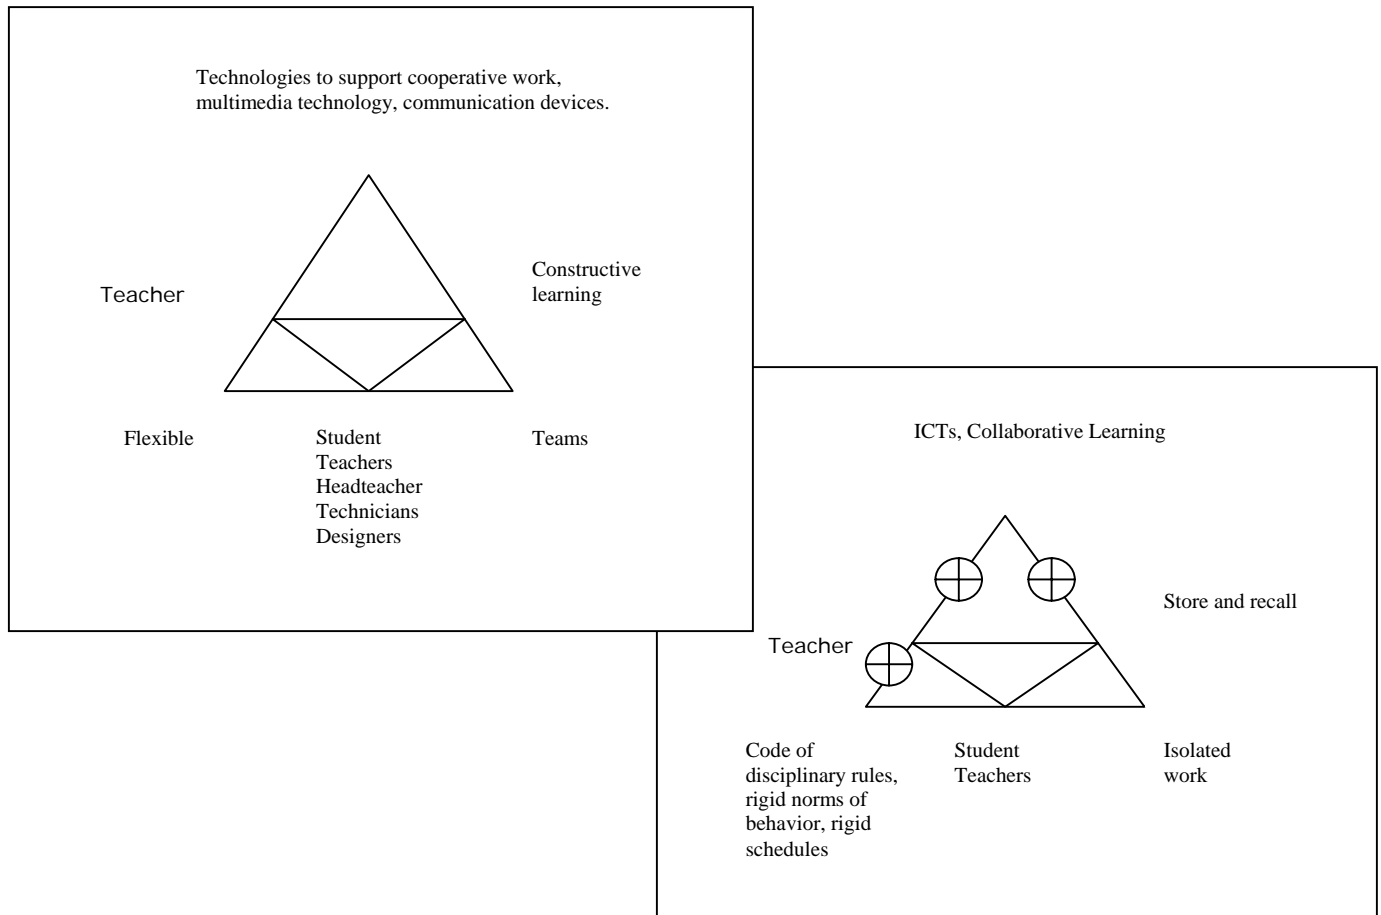 Technologies to support cooperative work,
multimedia technology, communication devices.
Teacher
Constructive
learning
Flexible
Student
Teachers
Headteacher
Technicians
Designers
Teams
ICTs, Collaborative Learning
Store and recall
Teacher
Code of
disciplinary rules,
rigid norms of
behavior, rigid
schedules
Student
Teachers
Isolated
work